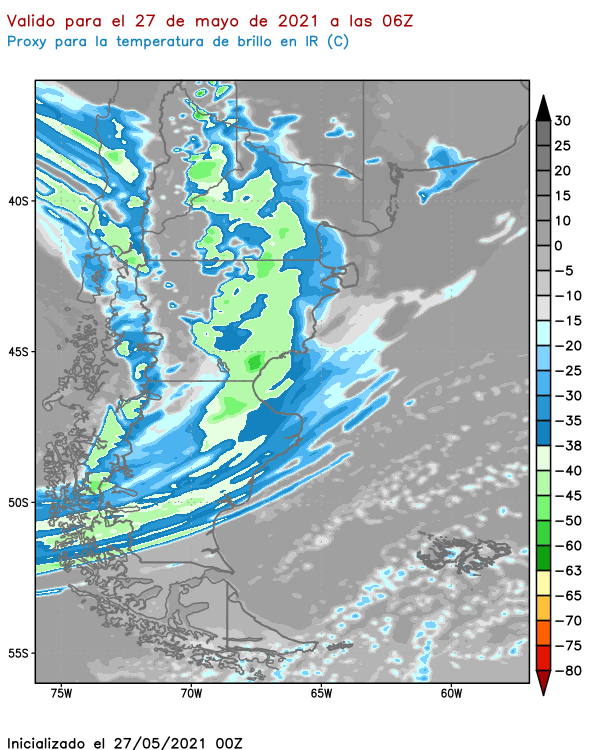 Valido para el 27 de mayo de 2021 a las 06Z
Proxy para la temperatura de brillo en IR (C)
30
25
20
15
10
0
-5
-10
-15
-20
-25
-30
-35
-38
-40
-45
-50
-60
-63
-65
-70
-75
-80
40S
45S
50S
55S
75W 70W 65W 60W
Inicializado el 27/05/2021 00Z